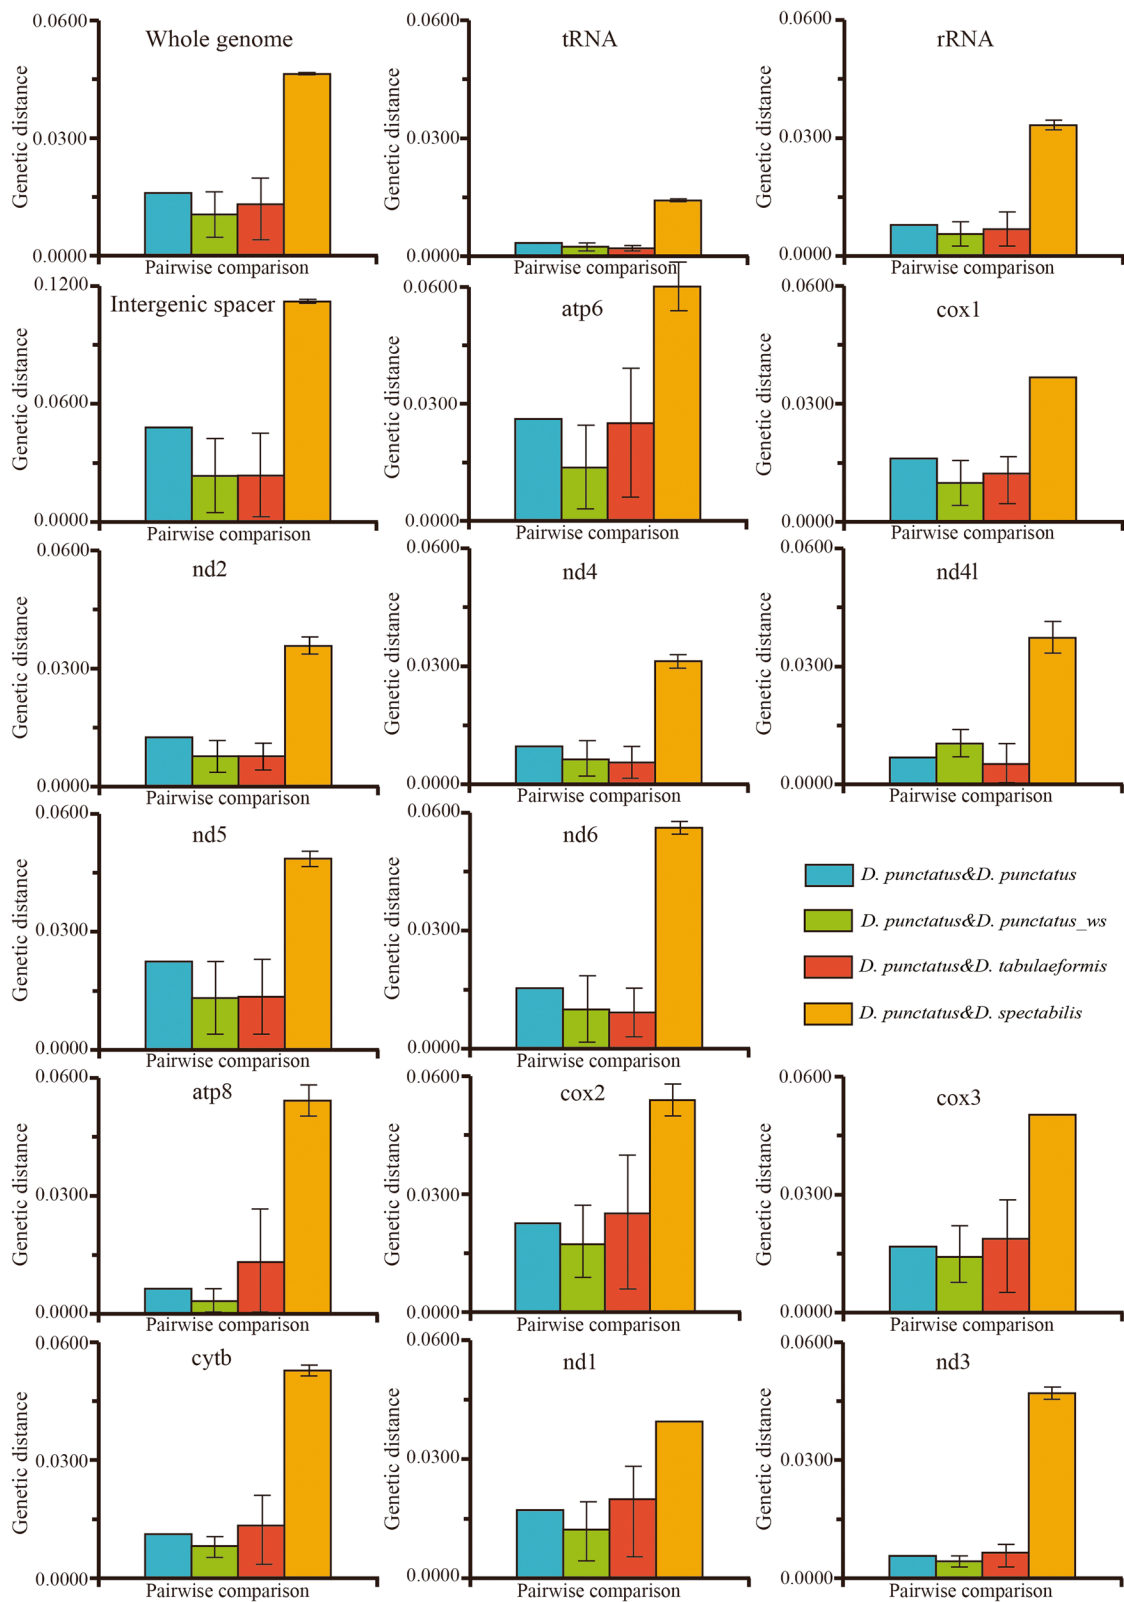 Whole genome
Genetic distance
0.0600
0.0300
0.0000
Pairwise comparison
tRNA
Genetic distance
0.0600
0.0300
0.0000
Pairwise comparison
rRNA
Genetic distance
0.0600
0.0300
0.0000
Pairwise comparison
Intergenic spacer
Genetic distance
0.1200
0.0600
0.0000
Pairwise comparison
atp6
Genetic distance
0.0600
0.0300
0.0000
Pairwise comparison
cox1
Genetic distance
0.0600
0.0300
0.0000
Pairwise comparison
nd2
Genetic distance
0.0600
0.0300
0.0000
Pairwise comparison
nd4
Genetic distance
0.0600
0.0300
0.0000
Pairwise comparison
nd4l
Genetic distance
0.0600
0.0300
0.0000
Pairwise comparison
nd5
Genetic distance
0.0600
0.0300
0.0000
Pairwise comparison
nd6
Genetic distance
0.0600
0.0300
0.0000
Pairwise comparison
D. punctatus&D. punctatus
D. punctatus&D. punctatus_ws
D. punctatus&D. tabulaeformis
D. punctatus&D. spectabilis
atp8
Genetic distance
0.0600
0.0300
0.0000
Pairwise comparison
cox2
Genetic distance
0.0600
0.0300
0.0000
Pairwise comparison
cox3
Genetic distance
0.0600
0.0300
0.0000
Pairwise comparison
cytb
Genetic distance
0.0600
0.0300
0.0000
Pairwise comparison
nd1
Genetic distance
0.0600
0.0300
0.0000
Pairwise comparison
nd3
Genetic distance
0.0600
0.0300
0.0000
Pairwise comparison